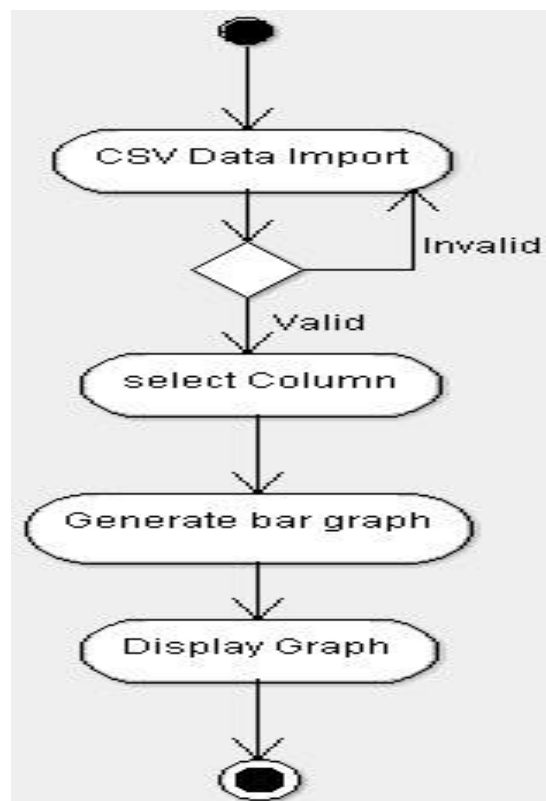 CSV Data Import
Invalid
Valid
select Column
Generate bar graph
Display Graph